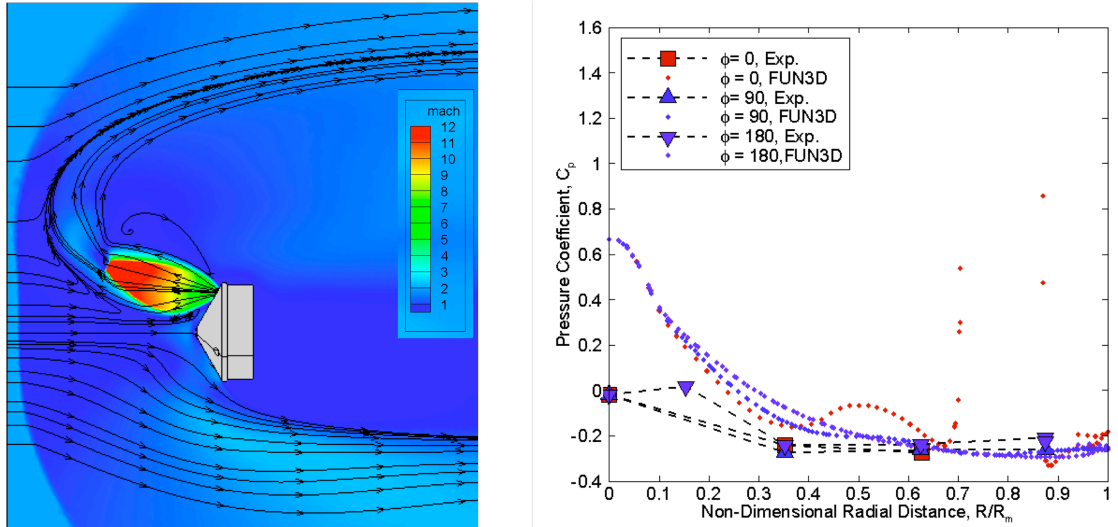 mach
12
11
10
9
8
7
6
5
4
3
2
1
Pressure Coefficient, Cₚ
1.6
1.4
1.2
1
0.8
0.6
0.4
0.2
0
-0.2
-0.4
ϕ= 0, Exp.
ϕ = 0, FUN3D
ϕ= 90, Exp.
ϕ = 90, FUN3D
ϕ= 180, Exp.
ϕ = 180,FUN3D
0 0.1 0.2 0.3 0.4 0.5 0.6 0.7 0.8 0.9 1
Non-Dimensional Radial Distance, R/Rₘ